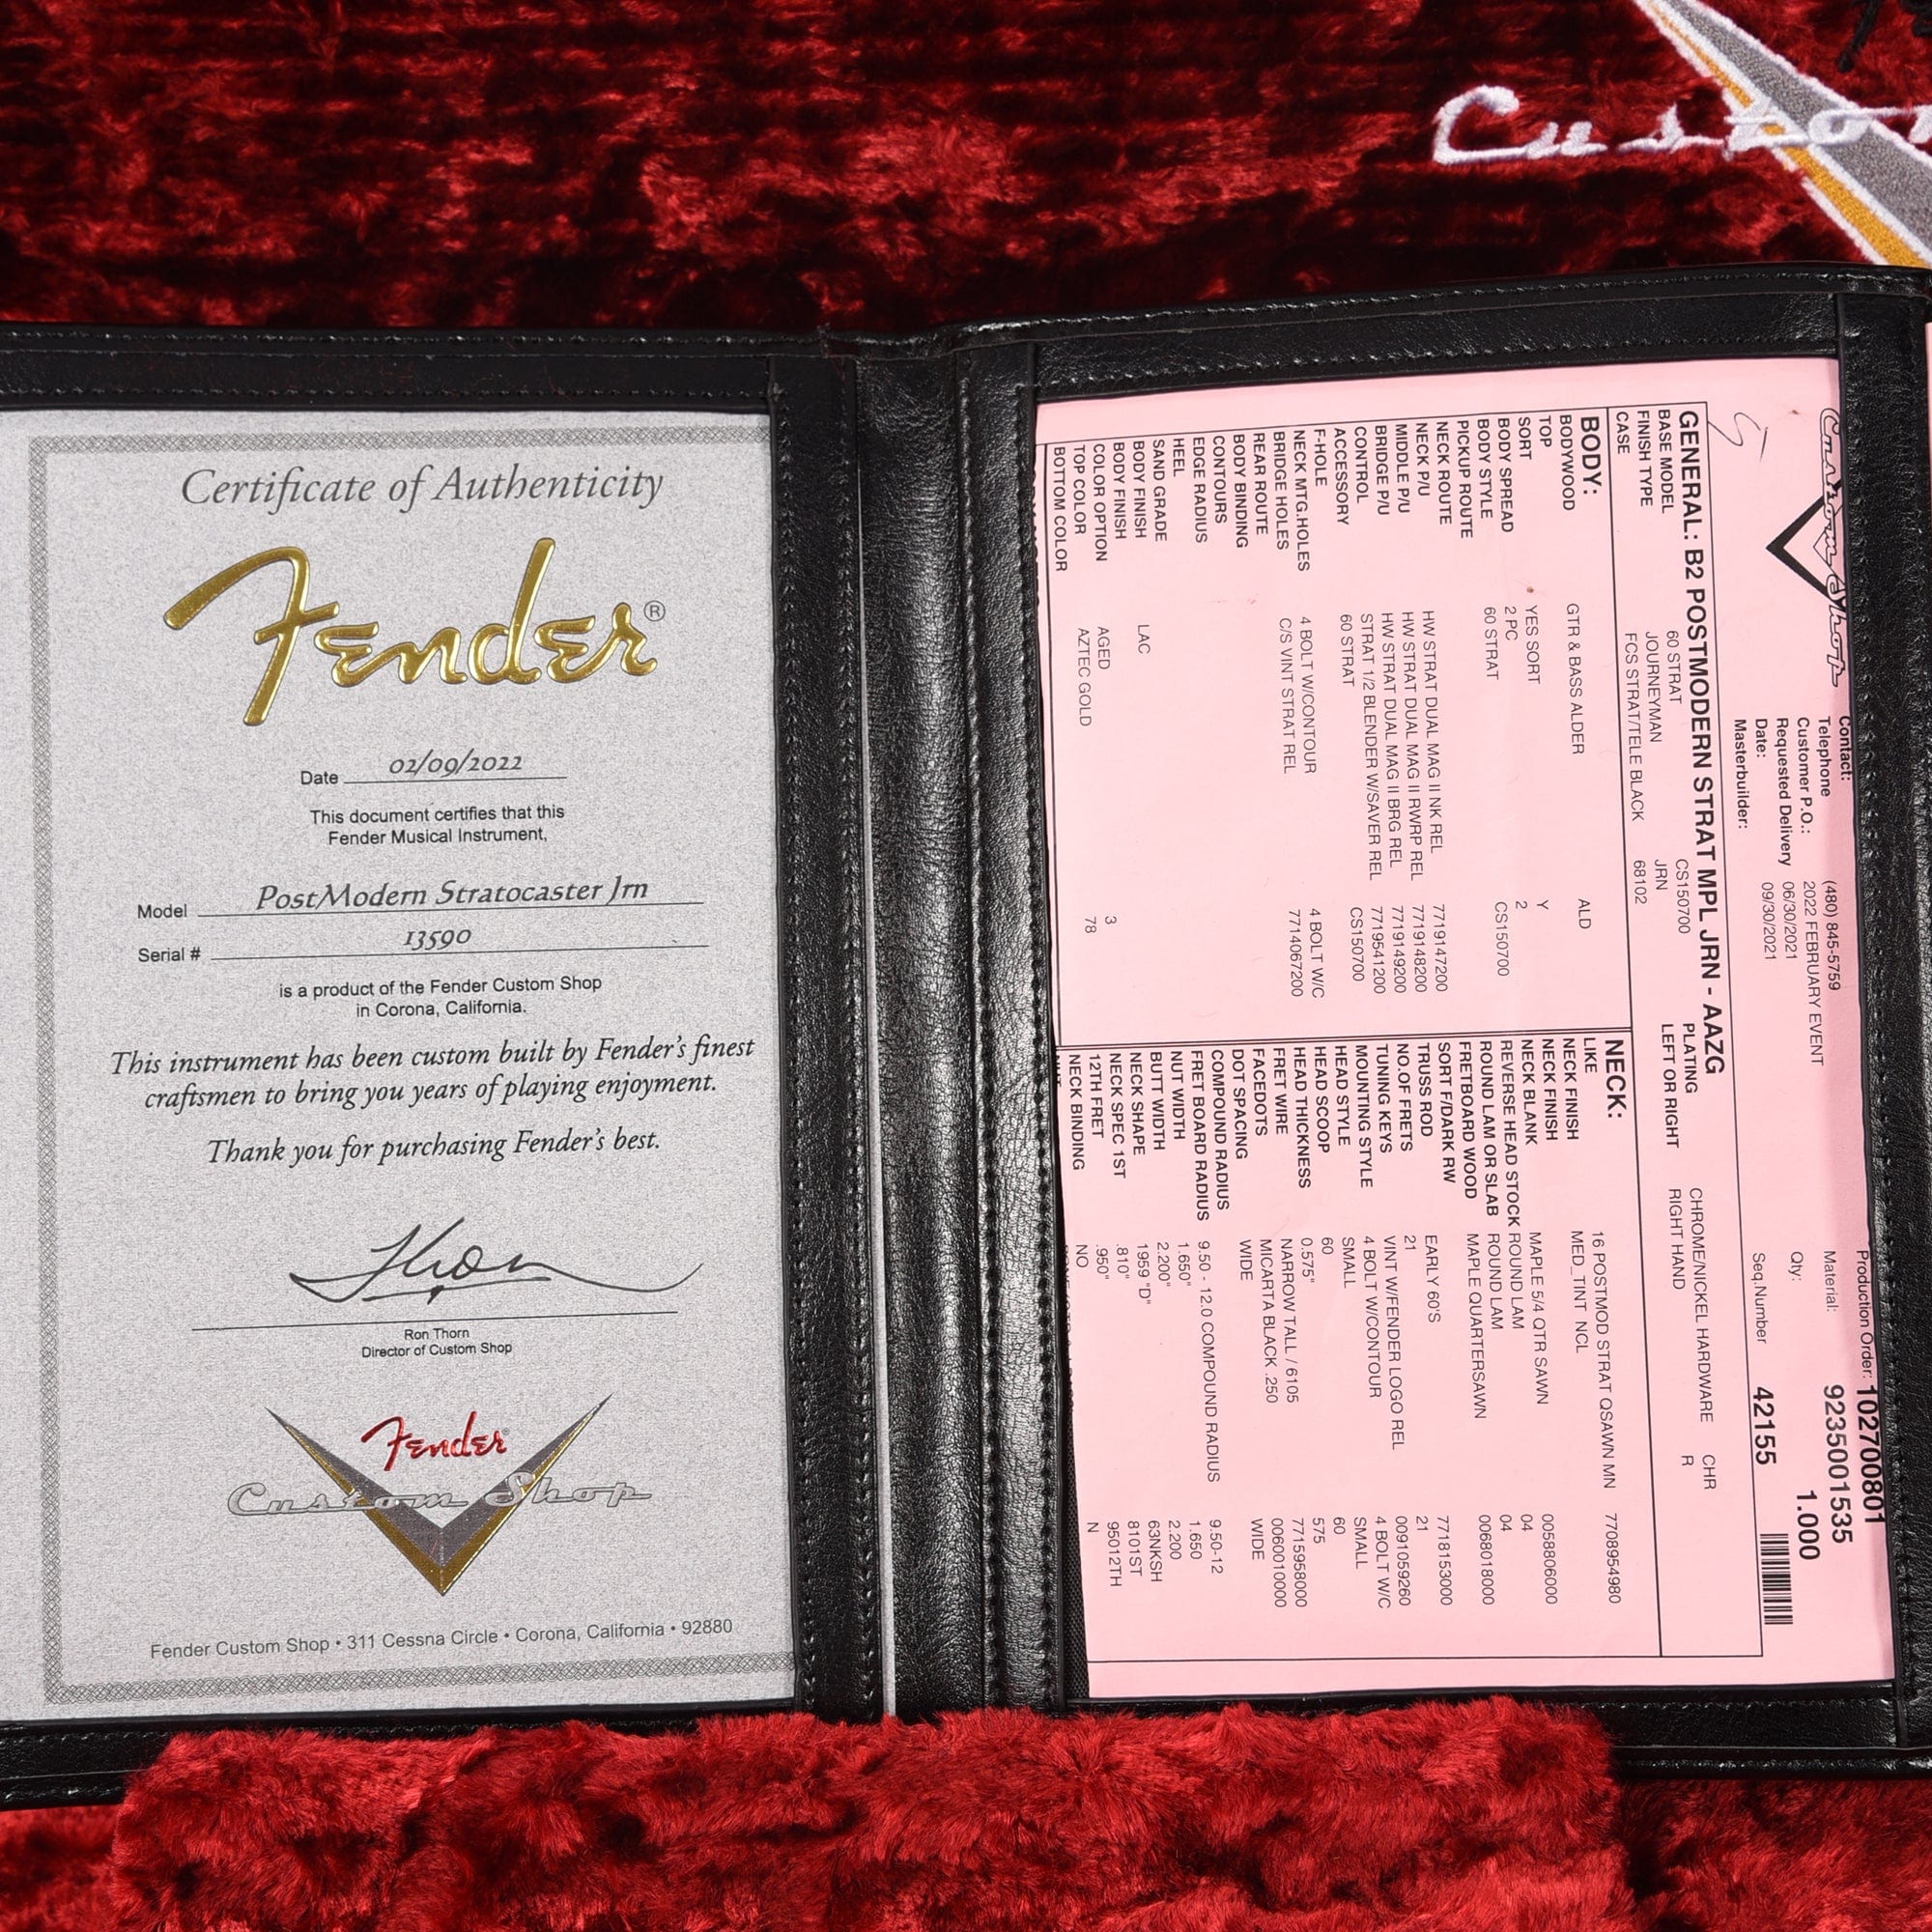 Custo
Certificate of Authenticity
Fender®
Date 02/09/2022
This document certifies that this
Fender Musical Instrument,
Model PostModern Stratocaster Jrn
Serial # 13590
is a product of the Fender Custom Shop
in Corona, California.
This instrument has been custom built by Fender's finest
craftsmen to bring you years of playing enjoyment.
Thank you for purchasing Fender's best.
Ron Thorn
Director of Custom Shop
Fender®
Custom Shop
Fender Custom Shop • 311 Cessna Circle • Corona, California • 92880
Custom Shop
Contact:
Telephone (480) 845-5759
Customer P.O.: 2022 FEBRUARY EVENT
Requested Delivery 06/30/2021
Date: 09/30/2021
Masterbuilder:
Production Order: 102700801
Material: 9235001535
Qty: 1.000
Seq.Number 42155
GENERAL: B2 POSTMODERN STRAT MPL JRN - AAZG
BASE MODEL 60 STRAT CS150700
FINISH TYPE JOURNEYMAN JRN
CASE FCS STRAT/TELE BLACK 68102
PLATING CHROME/NICKEL HARDWARE CHR
LEFT OR RIGHT RIGHT HAND R
BODY:
BODYWOOD GTR & BASS ALDER ALD
TOP
SORT YES SORT Y
BODY SPREAD 2 PC 2
BODY STYLE 60 STRAT CS150700
PICKUP ROUTE
NECK ROUTE
NECK P/U HW STRAT DUAL MAG II NK REL 7719147200
MIDDLE P/U HW STRAT DUAL MAG II RWRP REL 7719148200
BRIDGE P/U HW STRAT DUAL MAG II BRG REL 7719149200
CONTROL STRAT 1/2 BLENDER W/SAVER REL 7719541200
ACCESSORY 60 STRAT CS150700
F-HOLE
NECK MTG.HOLES 4 BOLT W/CONTOUR 4 BOLT W/C
BRIDGE HOLES C/S VINT STRAT REL 7714067200
REAR ROUTE
BODY BINDING
CONTOURS
EDGE RADIUS
HEEL
SAND GRADE
BODY FINISH LAC
BODY FINISH
COLOR OPTION AGED 3
TOP COLOR AZTEC GOLD 78
BOTTOM COLOR
NECK:
LIKE 16 POSTMOD STRAT QSAWN MN 7708954980
NECK FINISH MED_TINT NCL
NECK FINISH
NECK BLANK MAPLE 5/4 QTR SAWN 0058806000
REVERSE HEAD STOCK ROUND LAM 04
ROUND LAM OR SLAB ROUND LAM 04
FRETBOARD WOOD MAPLE QUARTERSAWN 0068018000
SORT F/DARK RW
TRUSS ROD EARLY 60'S 7718153000
NO.OF FRETS 21 21
TUNING KEYS VINT W/FENDER LOGO REL 0091059260
MOUNTING STYLE 4 BOLT W/CONTOUR 4 BOLT W/C
HEAD STYLE SMALL SMALL
HEAD SCOOP 60 60
HEAD THICKNESS 0.575" 575
FRET WIRE NARROW TALL / 6105 7715958000
FACEDOTS MICARTA BLACK .250 0060010000
DOT SPACING WIDE WIDE
COMPOUND RADIUS
FRET BOARD RADIUS 9.50 - 12.0 COMPOUND RADIUS 9.50-12
NUT WIDTH 1.650" 1.650
BUTT WIDTH 2.200" 2.200
NECK SHAPE 1959 "D" 63NKSH
NECK SPEC 1ST .810" 8101ST
12TH FRET .950" 95012TH
NECK BINDING NO N